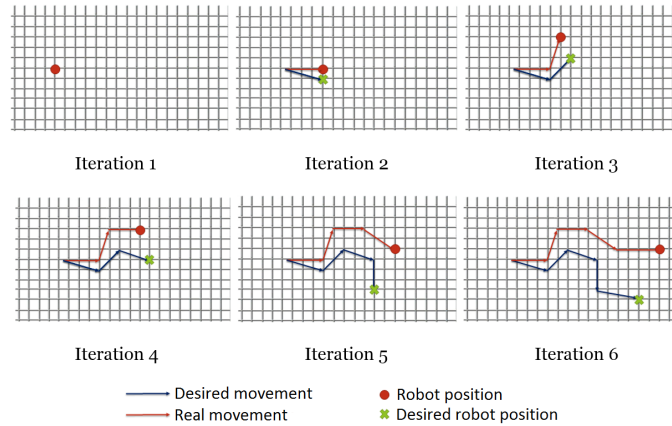 Iteration 1
Iteration 2
Iteration 3
Iteration 4
Iteration 5
Iteration 6
Desired movement
Robot position
Real movement
Desired robot position